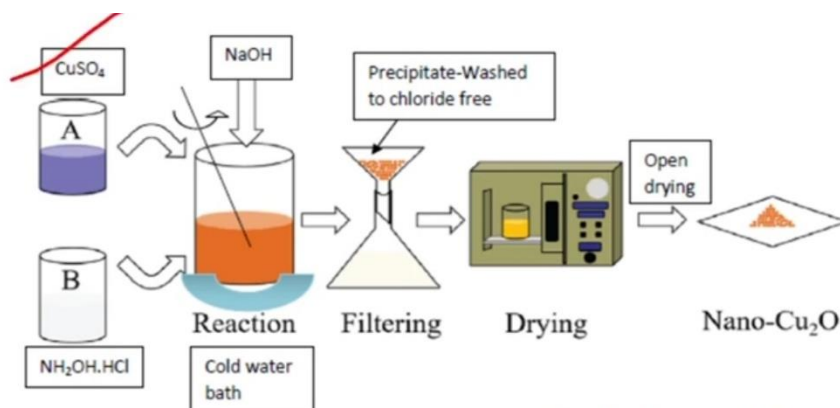 CuSO₄
NaOH
Precipitate-Washed
to chloride free
A
Open
drying
B
Reaction
Filtering
Drying
Nano-Cu₂O
NH₂OH.HCl
Cold water
bath